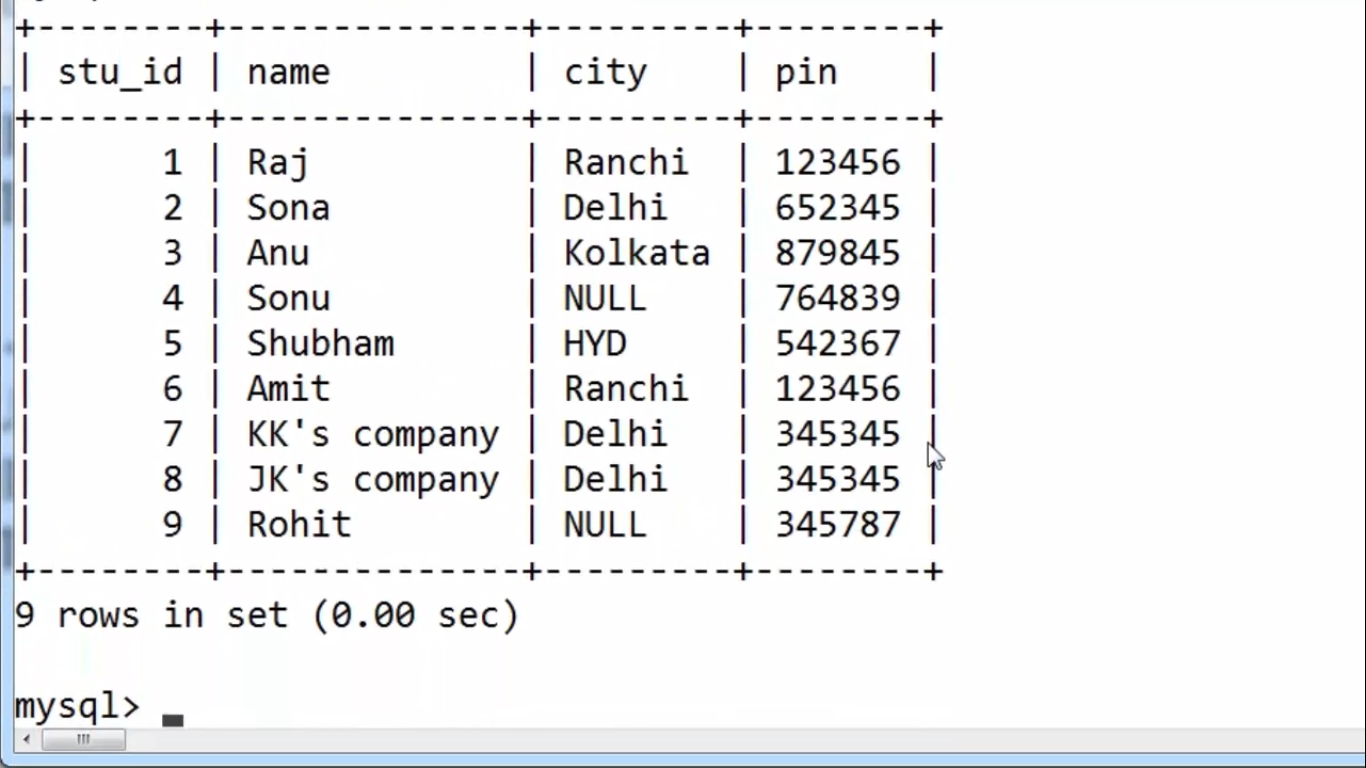 +--------+--------------+---------+--------+
| stu_id | name         | city    | pin    |
+--------+--------------+---------+--------+
|      1 | Raj          | Ranchi  | 123456 |
|      2 | Sona         | Delhi   | 652345 |
|      3 | Anu          | Kolkata | 879845 |
|      4 | Sonu         | NULL    | 764839 |
|      5 | Shubham      | HYD     | 542367 |
|      6 | Amit         | Ranchi  | 123456 |
|      7 | KK's company | Delhi   | 345345 |
|      8 | JK's company | Delhi   | 345345 |
|      9 | Rohit        | NULL    | 345787 |
+--------+--------------+---------+--------+
9 rows in set (0.00 sec)
mysql> _